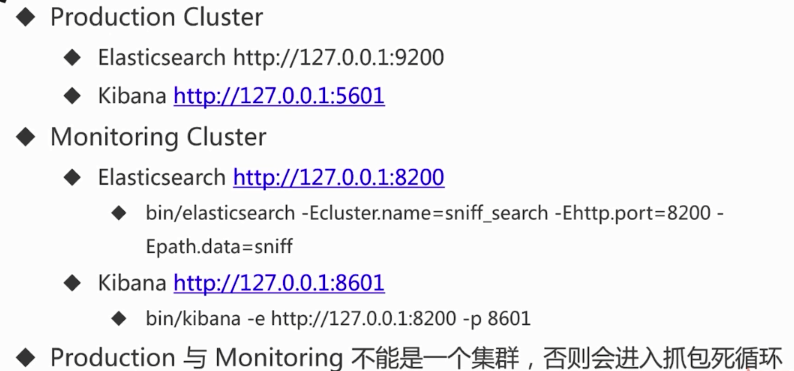 ◆ Production Cluster
◆ Elasticsearch http://127.0.0.1:9200
◆ Kibana http://127.0.0.1:5601
◆ Monitoring Cluster
◆ Elasticsearch http://127.0.0.1:8200
◆ bin/elasticsearch -Ecluster.name=sniff_search -Ehttp.port=8200 -
Epath.data=sniff
◆ Kibana http://127.0.0.1:8601
◆ bin/kibana -e http://127.0.0.1:8200 -p 8601
◆ Production 与 Monitoring 不能是一个集群，否则会进入抓包死循环